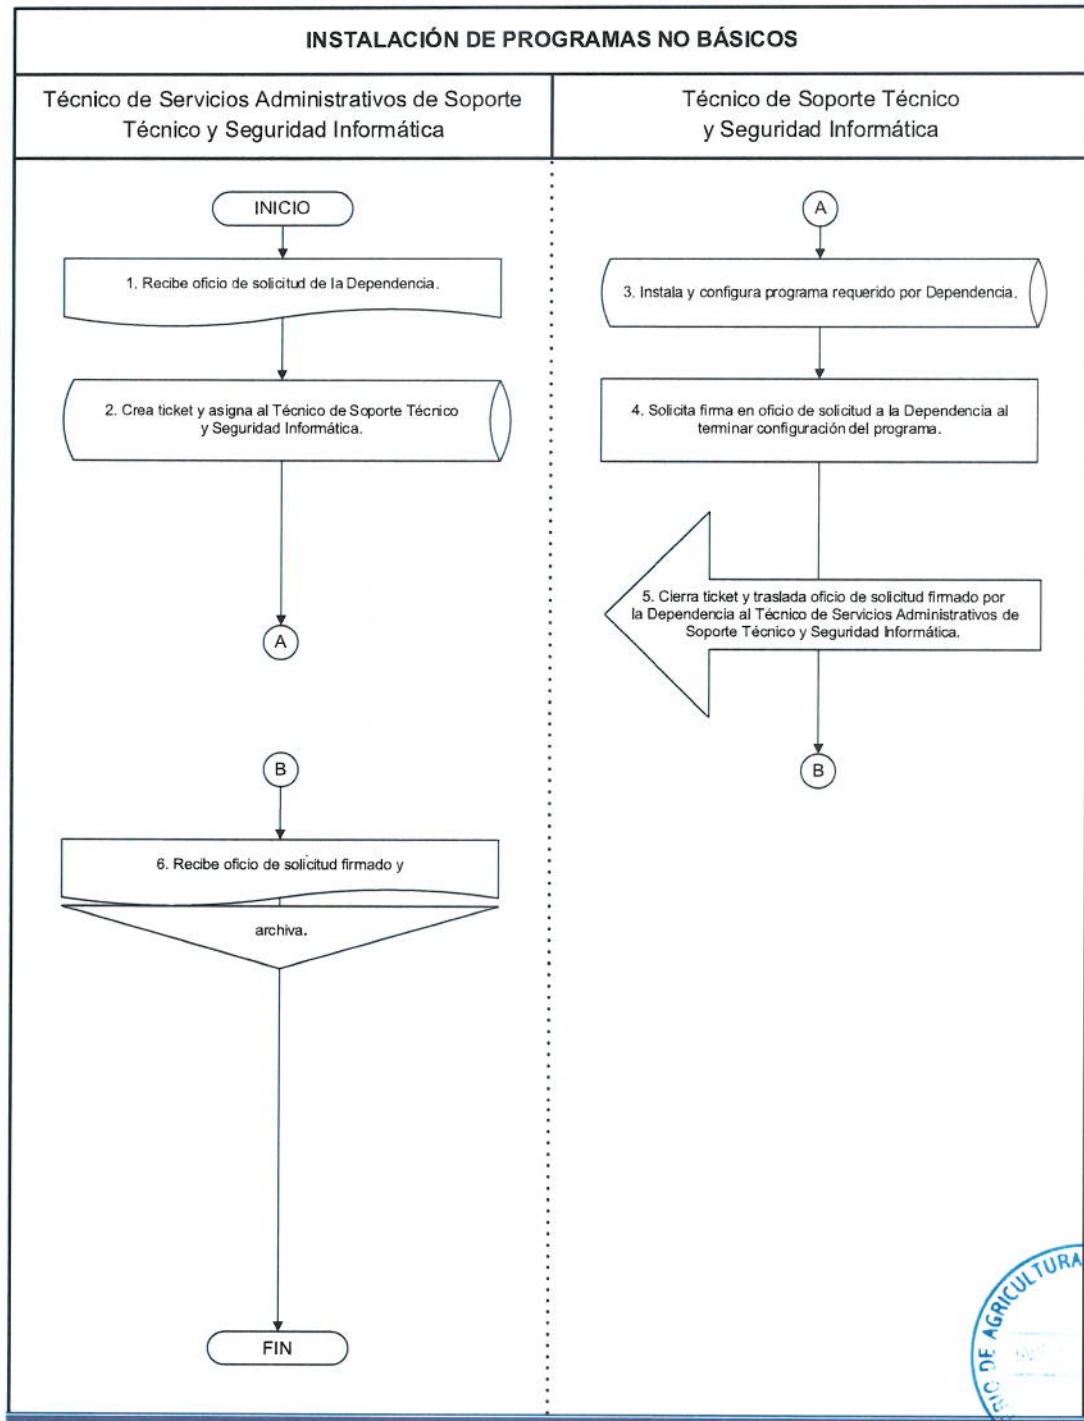 INSTALACIÓN DE PROGRAMAS NO BÁSICOS
Técnico de Servicios Administrativos de Soporte
Técnico y Seguridad Informática
Técnico de Soporte Técnico
y Seguridad Informática
INICIO
1. Recibe oficio de solicitud de la Dependencia.
2. Crea ticket y asigna al Técnico de Soporte Técnico
y Seguridad Informática.
A
B
6. Recibe oficio de solicitud firmado y
archiva.
FIN
A
3. Instala y configura programa requerido por Dependencia.
4. Solicita firma en oficio de solicitud a la Dependencia al
terminar configuración del programa.
5. Cierra ticket y traslada oficio de solicitud firmado por
la Dependencia al Técnico de Servicios Administrativos de
Soporte Técnico y Seguridad Informática.
B
RIO DE AGRICULTURA